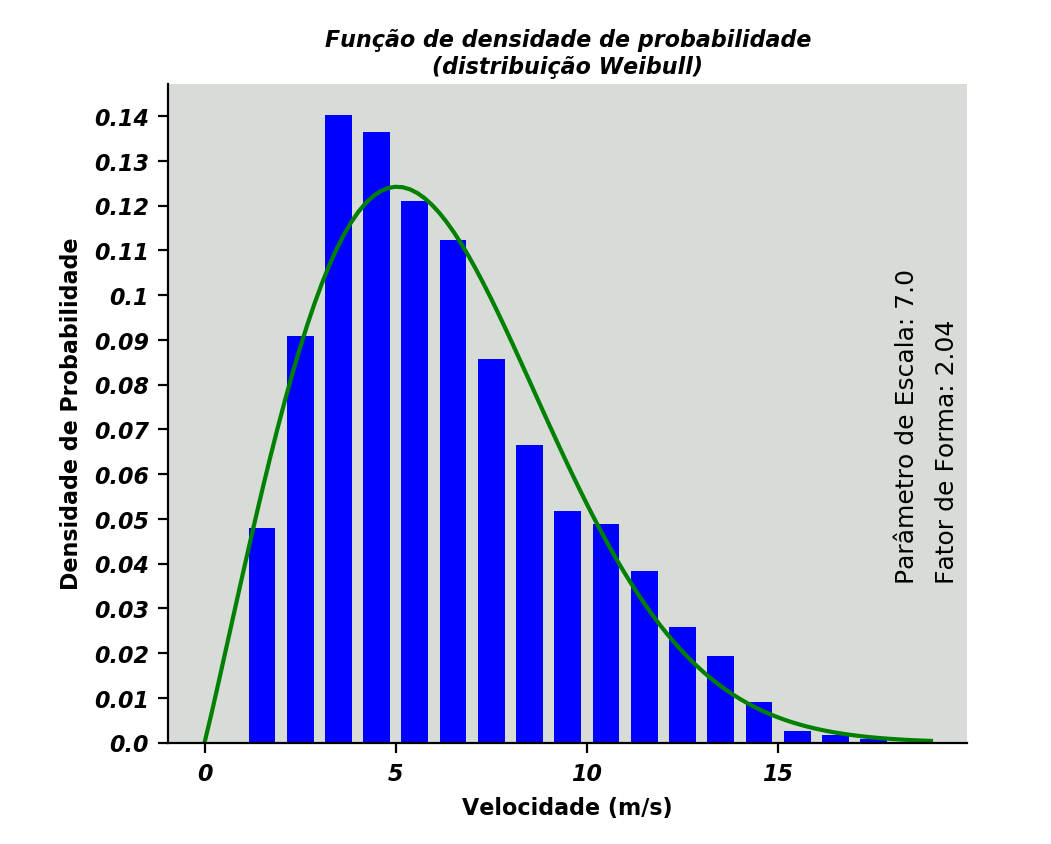 Função de densidade de probabilidade
(distribuição Weibull)
0.14
0.13
0.12
0.11
0.1
0.09
0.08
0.07
0.06
0.05
0.04
0.03
0.02
0.01
0.0
Densidade de Probabilidade
Parâmetro de Escala: 7.0
Fator de Forma: 2.04
0 5 10 15
Velocidade (m/s)